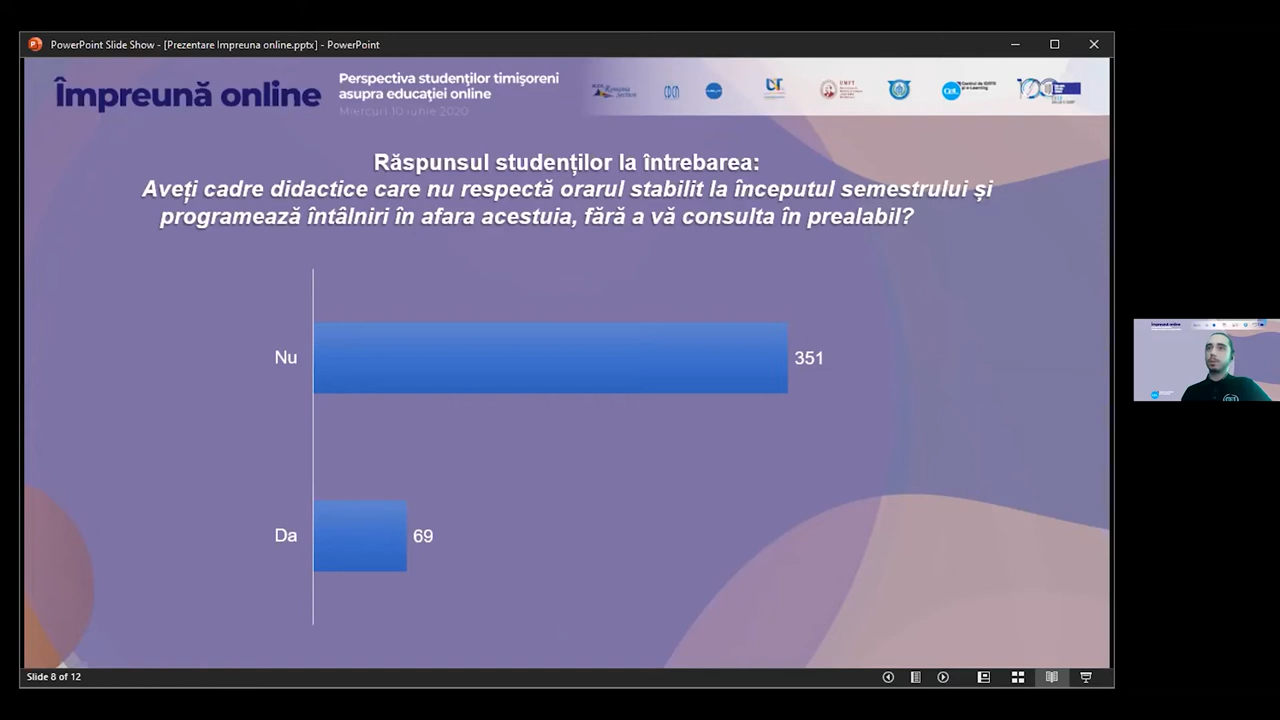 PowerPoint Slide Show - [Prezentare Impreuna online.pptx] - PowerPoint
Împreună online
Perspectiva studenților timișoreni
asupra educației online
Miercuri 10 iunie 2020
Răspunsul studenților la întrebarea:
Aveți cadre didactice care nu respectă orarul stabilit la începutul semestrului și
programează întâlniri în afara acestuia, fără a vă consulta în prealabil?
Nu
351
Da
69
Slide 8 of 12